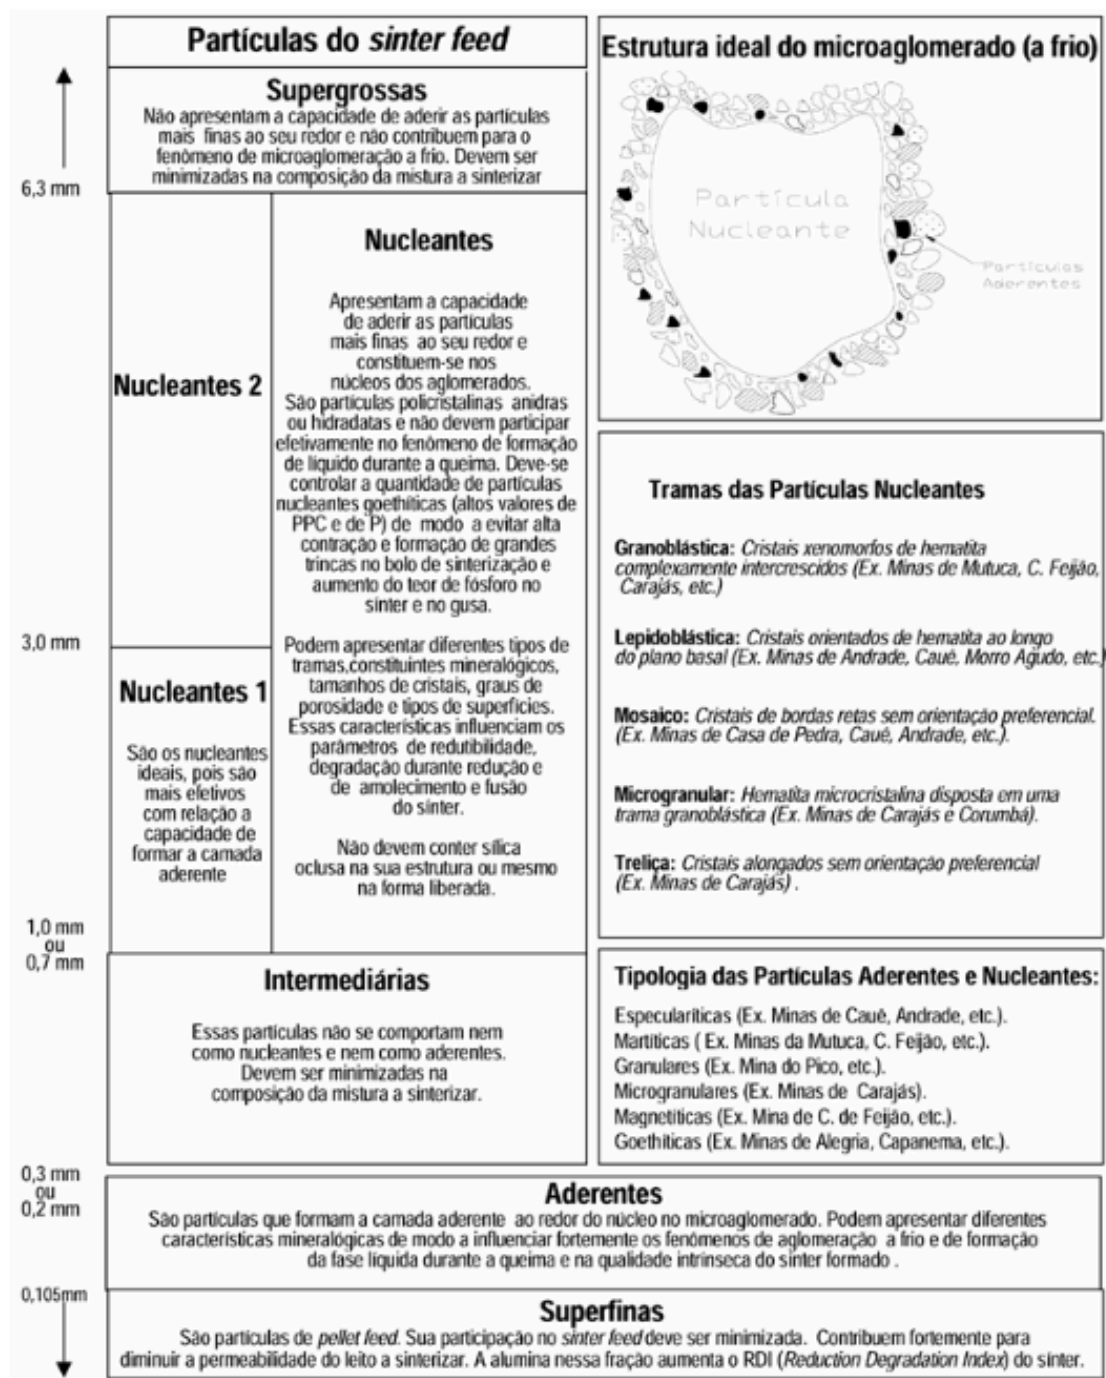 Partículas do sinter feed
Supergrossas
Não apresentam a capacidade de aderir as partículas
mais finas ao seu redor e não contribuem para o
fenômeno de microaglomeração a frio. Devem ser
minimizadas na composição da mistura a sinterizar
6,3 mm
Nucleantes 2
Nucleantes
Apresentam a capacidade
de aderir as partículas
mais finas ao seu redor e
constituem-se nos
núcleos dos aglomerados.
São partículas policristalinas anidras
ou hidratadas e não devem participar
efetivamente no fenômeno de formação
de líquido durante a queima. Deve-se
controlar a quantidade de partículas
nucleantes goethíticas (altos valores de
PPC e de P) de modo a evitar alta
contração e formação de grandes
trincas no bolo de sinterização e
aumento do teor de fósforo no
sínter e no gusa.
Podem apresentar diferentes tipos de
tramas,constituintes mineralógicos,
tamanhos de cristais, graus de
porosidade e tipos de superfícies.
Essas características influenciam os
parâmetros de redutibilidade,
degradação durante redução e
de amolecimento e fusão
do sínter.
Não devem conter sílica
oclusa na sua estrutura ou mesmo
na forma liberada.
3,0 mm
Nucleantes 1
São os nucleantes
ideais, pois são
mais efetivos
com relação a
capacidade de
formar a camada
aderente
1,0 mm
ou
0,7 mm
Intermediárias
Essas partículas não se comportam nem
como nucleantes e nem como aderentes.
Devem ser minimizadas na
composição da mistura a sinterizar.
0,3 mm
ou
0,2 mm
Estrutura ideal do microaglomerado (a frio)
Partícula
Nucleante
Partículas
Aderentes
Tramas das Partículas Nucleantes
Granoblástica: Cristais xenomorfos de hematita
complexamente intercrescidos (Ex. Minas de Mutuca, C. Feijão,
Carajás, etc.)
Lepidoblástica: Cristais orientados de hematita ao longo
do plano basal (Ex. Minas de Andrade, Cauê, Morro Agudo, etc.)
Mosaico: Cristais de bordas retas sem orientação preferencial.
(Ex. Minas de Casa de Pedra, Cauê, Andrade, etc.).
Microgranular: Hematita microcristalina disposta em uma
trama granoblástica (Ex. Minas de Carajás e Corumbá).
Treliça: Cristais alongados sem orientação preferencial
(Ex. Minas de Carajás) .
Tipologia das Partículas Aderentes e Nucleantes:
Especularíticas (Ex. Minas de Cauê, Andrade, etc.).
Martíticas ( Ex. Minas da Mutuca, C. Feijão, etc.).
Granulares (Ex. Mina do Pico, etc.).
Microgranulares (Ex. Minas de Carajás).
Magnetíticas (Ex. Mina de C. de Feijão, etc.).
Goethíticas (Ex. Minas de Alegria, Capanema, etc.).
Aderentes
São partículas que formam a camada aderente ao redor do núcleo no microaglomerado. Podem apresentar diferentes
características mineralógicas de modo a influenciar fortemente os fenômenos de aglomeração a frio e de formação
da fase líquida durante a queima e na qualidade intrínseca do sínter formado .
0,105mm
Superfinas
São partículas de pellet feed. Sua participação no sinter feed deve ser minimizada. Contribuem fortemente para
diminuir a permeabilidade do leito a sinterizar. A alumina nessa fração aumenta o RDI (Reduction Degradation Index) do sínter.